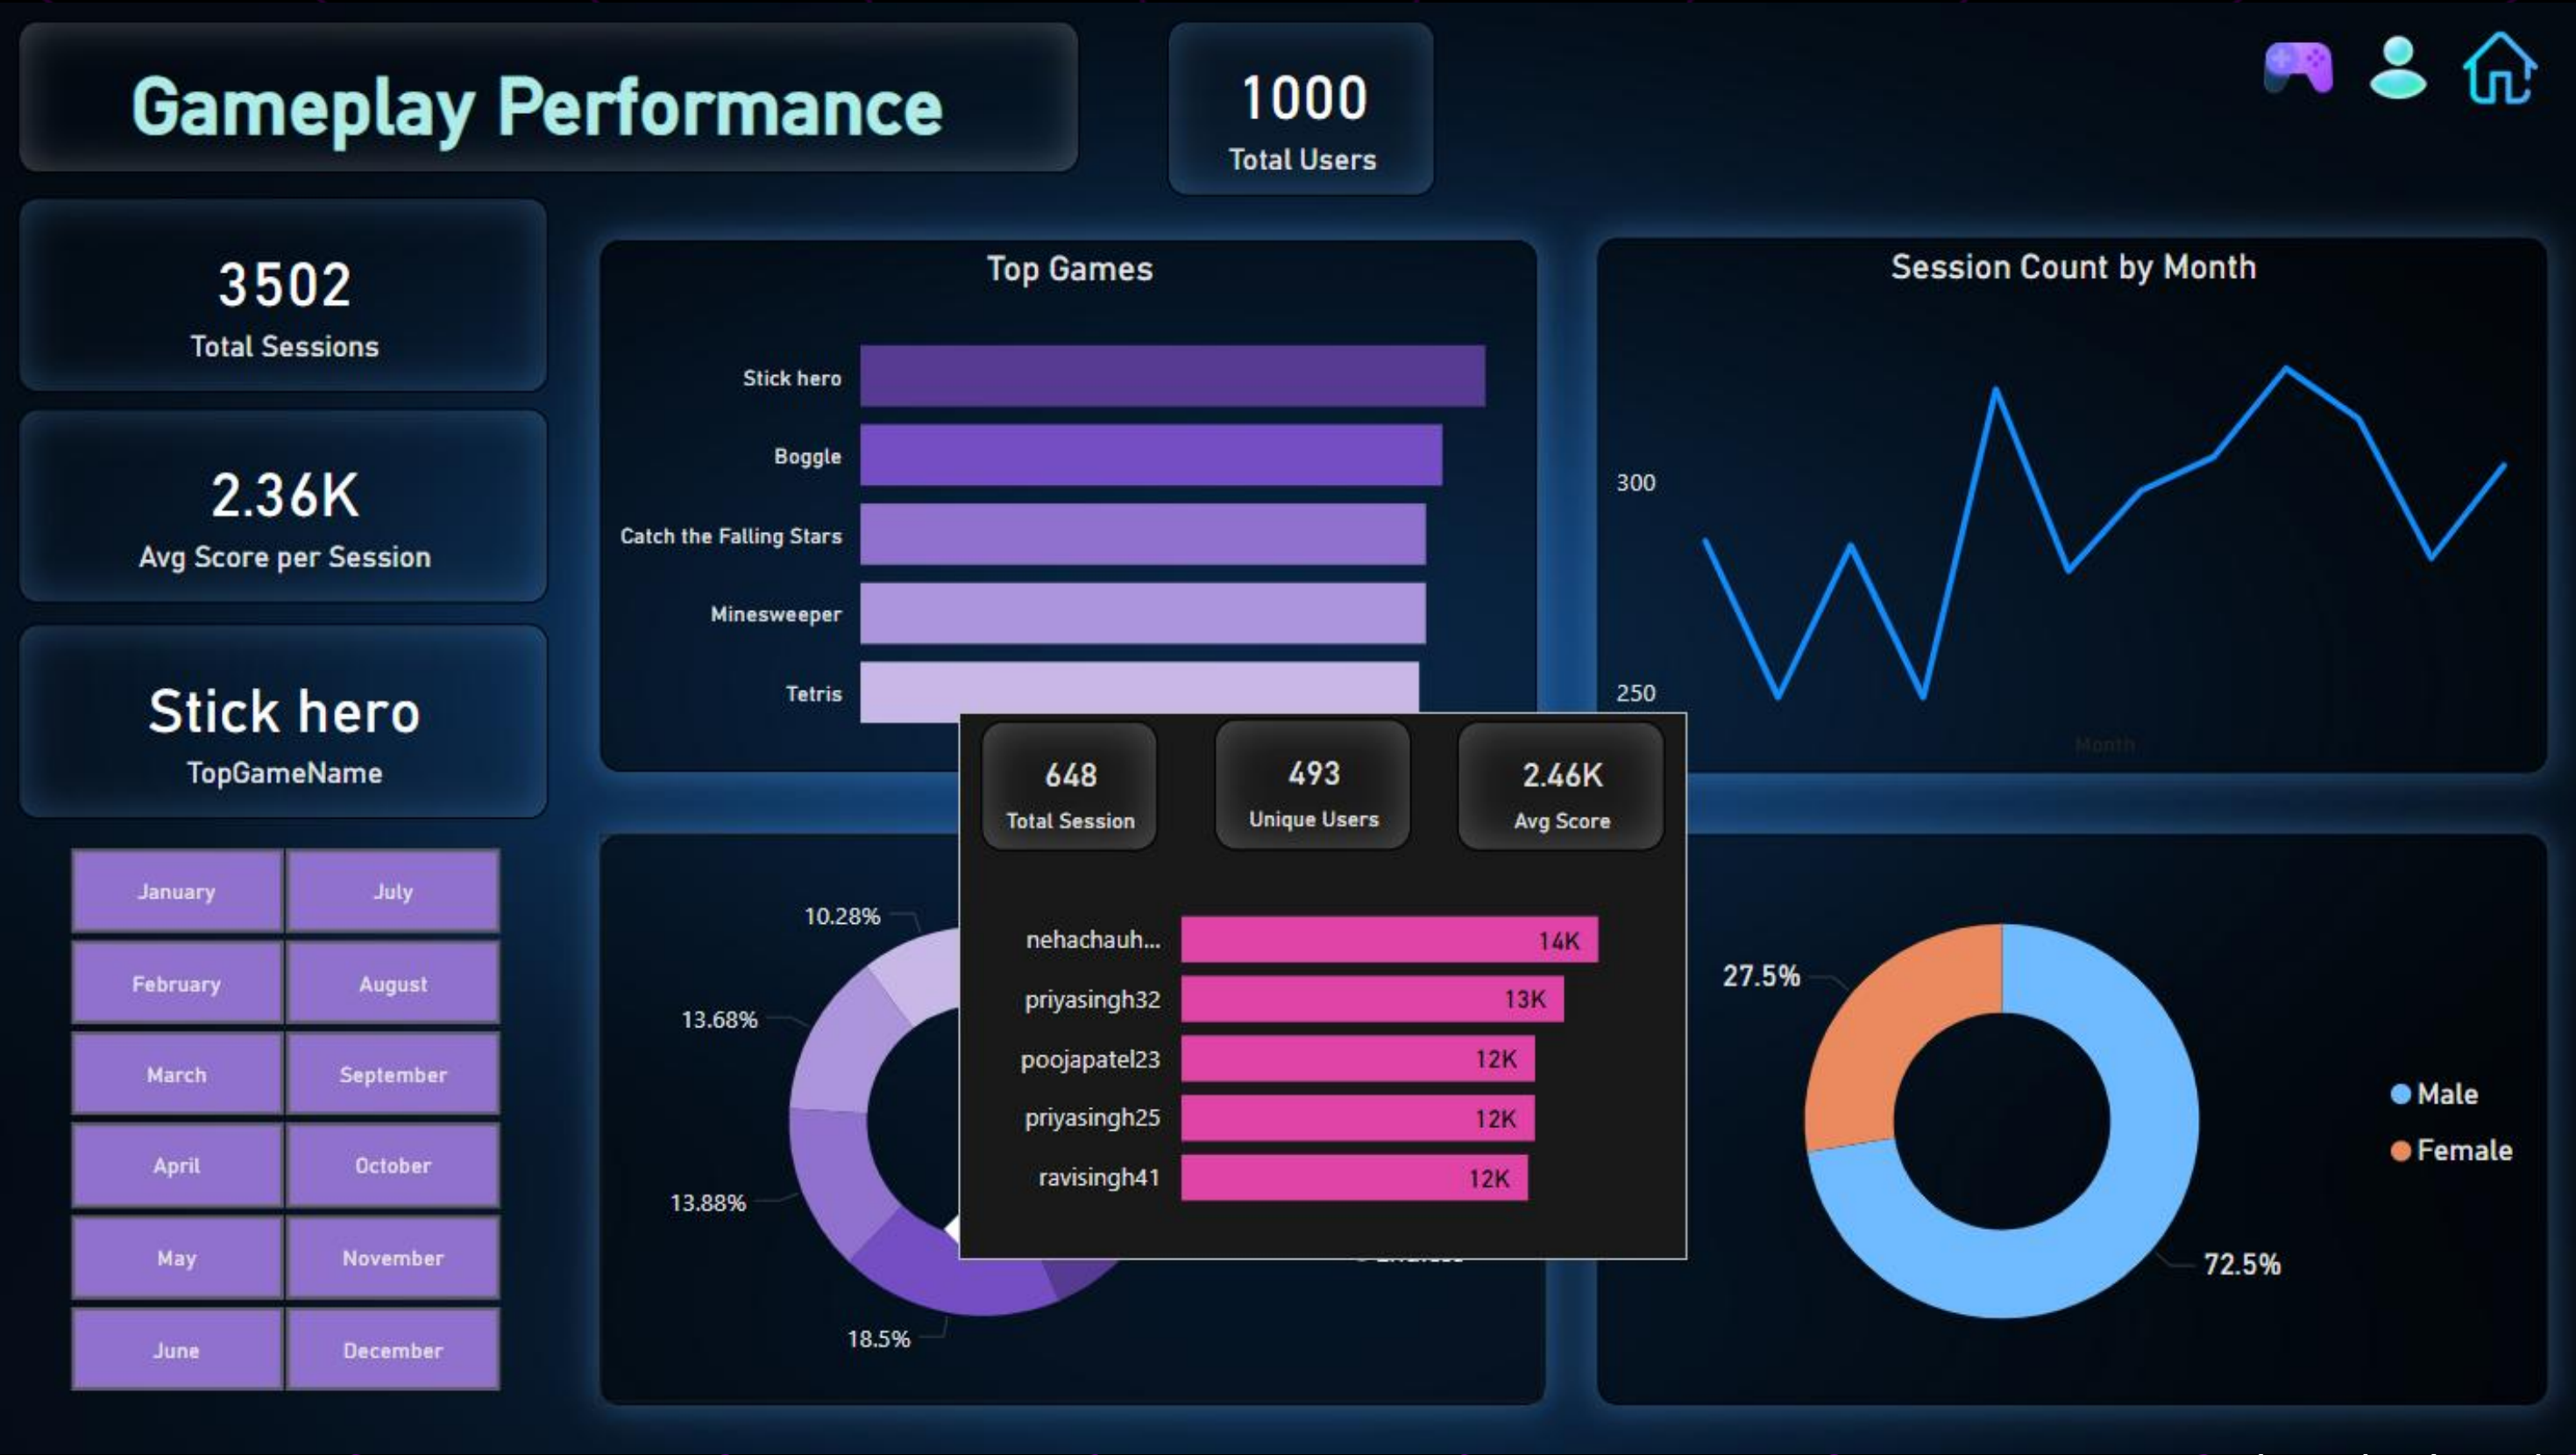 Gameplay Performance
1000
Total Users
3502
Total Sessions
2.36K
Avg Score per Session
Stick hero
TopGameName
January
July
February
August
March
September
April
October
May
November
June
December
Top Games
Stick hero
Boggle
Catch the Falling Stars
Minesweeper
Tetris
Session Count by Month
300
250
Month
648
Total Session
493
Unique Users
2.46K
Avg Score
nehachauh...
14K
priyasingh32
13K
poojapatel23
12K
priyasingh25
12K
ravisingh41
12K
10.28%
13.68%
13.88%
18.5%
27.5%
72.5%
Male
Female